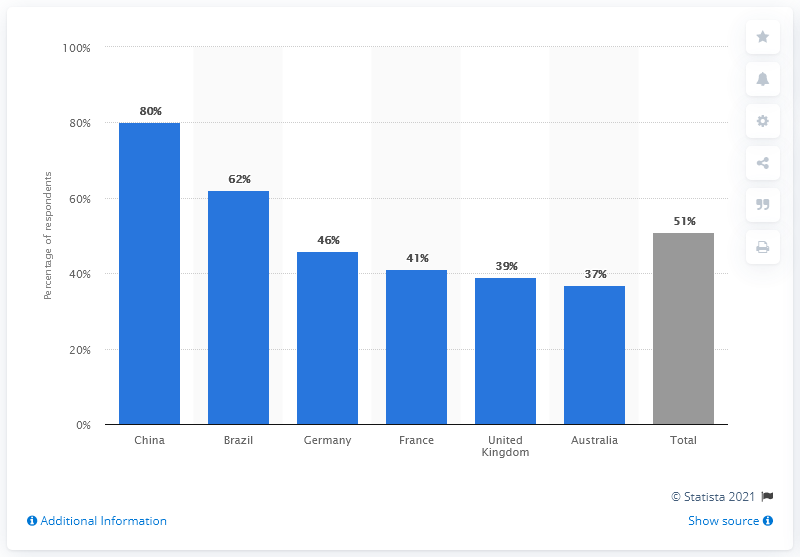 Percentage of respondents
100%
80%
60%
40%
20%
0%
80%
62%
46%
41%
39%
37%
51%
China
Brazil
Germany
France
United
Kingdom
Australia
Total
© Statista 2021
Additional Information
Show source